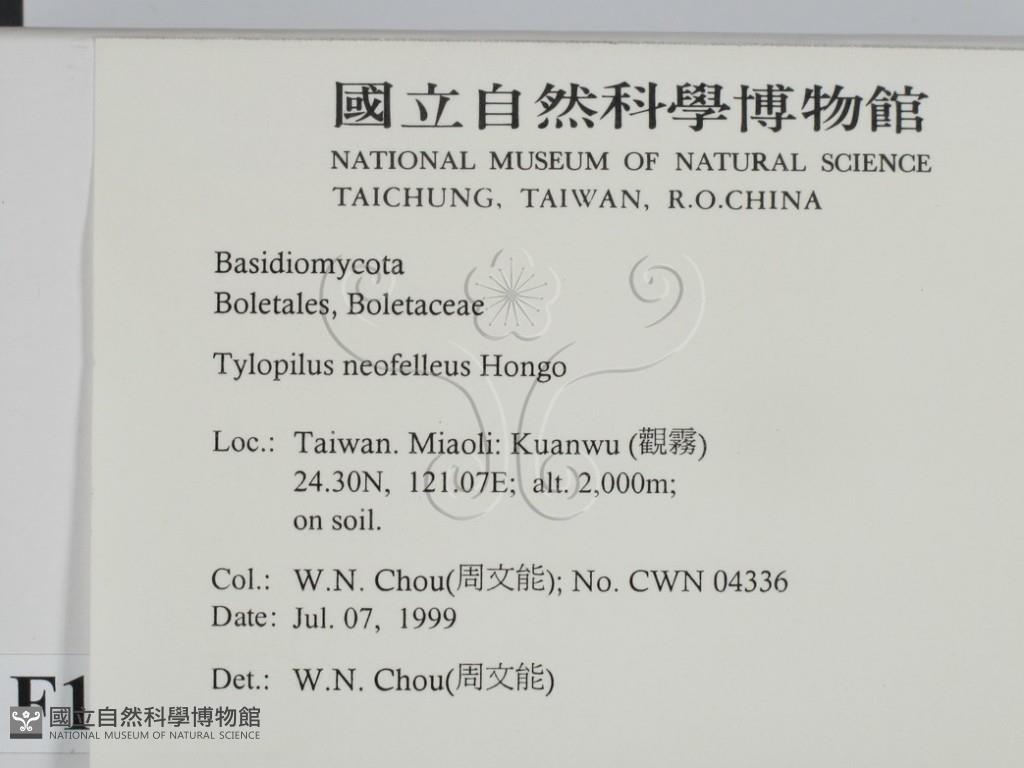 國立自然科學博物館
NATIONAL MUSEUM OF NATURAL SCIENCE
TAICHUNG, TAIWAN, R.O.CHINA
Basidiomycota
Boletales, Boletaceae
Tylopilus neofelleus Hongo
Loc.: Taiwan. Miaoli: Kuanwu (觀霧)
24.30N, 121.07E; alt. 2,000m;
on soil.
Col.: W.N. Chou(周文能); No. CWN 04336
Date: Jul. 07, 1999
Det.: W.N. Chou(周文能)
F1
國立自然科學博物館
NATIONAL MUSEUM OF NATURAL SCIENCE